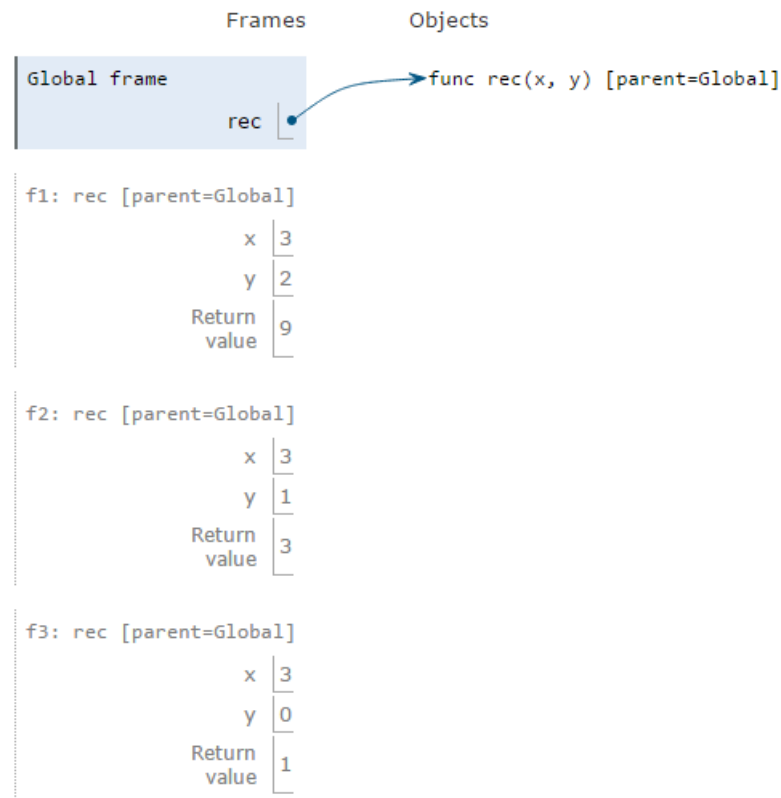 Frames Objects
Global frame
func rec(x, y) [parent=Global]
rec
f1: rec [parent=Global]
x 3
y 2
Return
value 9
f2: rec [parent=Global]
x 3
y 1
Return
value 3
f3: rec [parent=Global]
x 3
y 0
Return
value 1